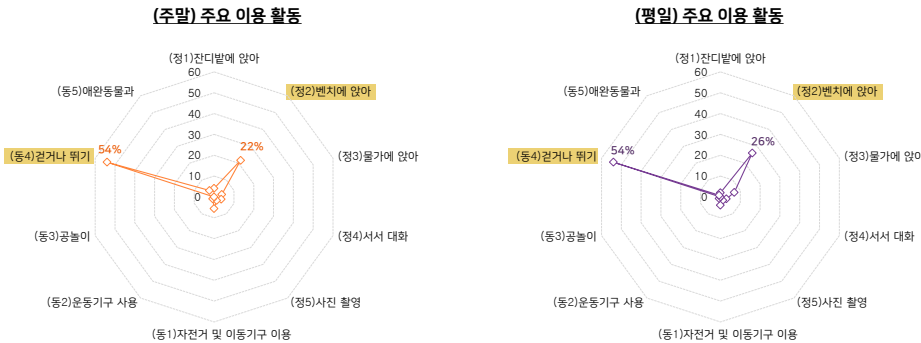 (주말) 주요 이용 활동
(정1)잔디밭에 앉아
60
(동5)애완동물과
50
(정2)벤치에 앉아
40
30
54%
22%
(동4)걷거나 뛰기
20
(정3)물가에 앉아
10
0
(동3)공놀이
(정4)서서 대화
(동2)운동기구 사용
(정5)사진 촬영
(동1)자전거 및 이동기구 이용
(평일) 주요 이용 활동
(정1)잔디밭에 앉아
60
(동5)애완동물과
50
(정2)벤치에 앉아
40
30
54%
26%
(동4)걷거나 뛰기
20
(정3)물가에 앉아
10
0
(동3)공놀이
(정4)서서 대화
(동2)운동기구 사용
(정5)사진 촬영
(동1)자전거 및 이동기구 이용